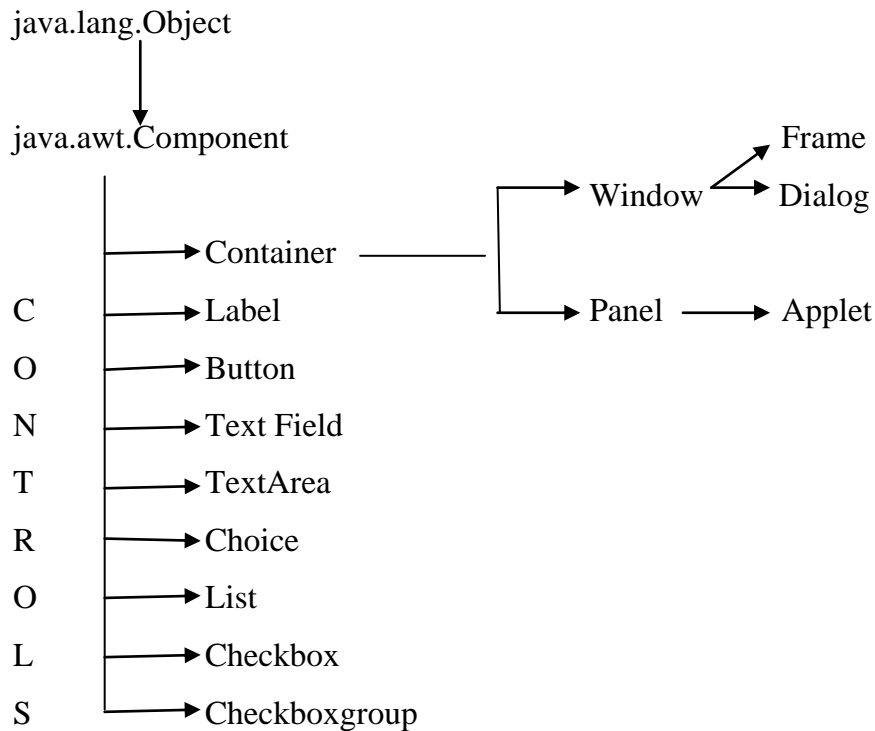 java.lang.Object
java.awt.Component
Frame
Window
Dialog
Container
C
Label
Panel
Applet
O
Button
N
Text Field
T
TextArea
R
Choice
O
List
L
Checkbox
S
Checkboxgroup